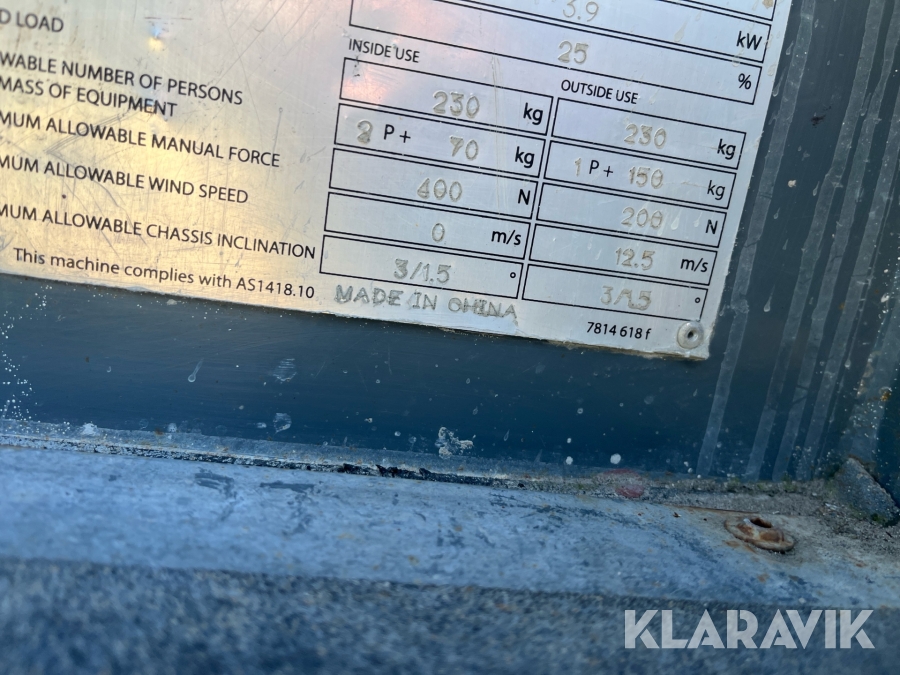 3.9 kW
D LOAD 25 %
INSIDE USE OUTSIDE USE
230 kg 230 kg
WABLE NUMBER OF PERSONS
MASS OF EQUIPMENT 2 P + 70 kg 1 P + 150 kg
MUM ALLOWABLE MANUAL FORCE 400 N 200 N
MUM ALLOWABLE WIND SPEED 0 m/s 12.5 m/s
MUM ALLOWABLE CHASSIS INCLINATION 3/1.5 ° 3/1.5 °
This machine complies with AS1418.10
MADE IN CHINA
7814 618 f
KLARAVIK